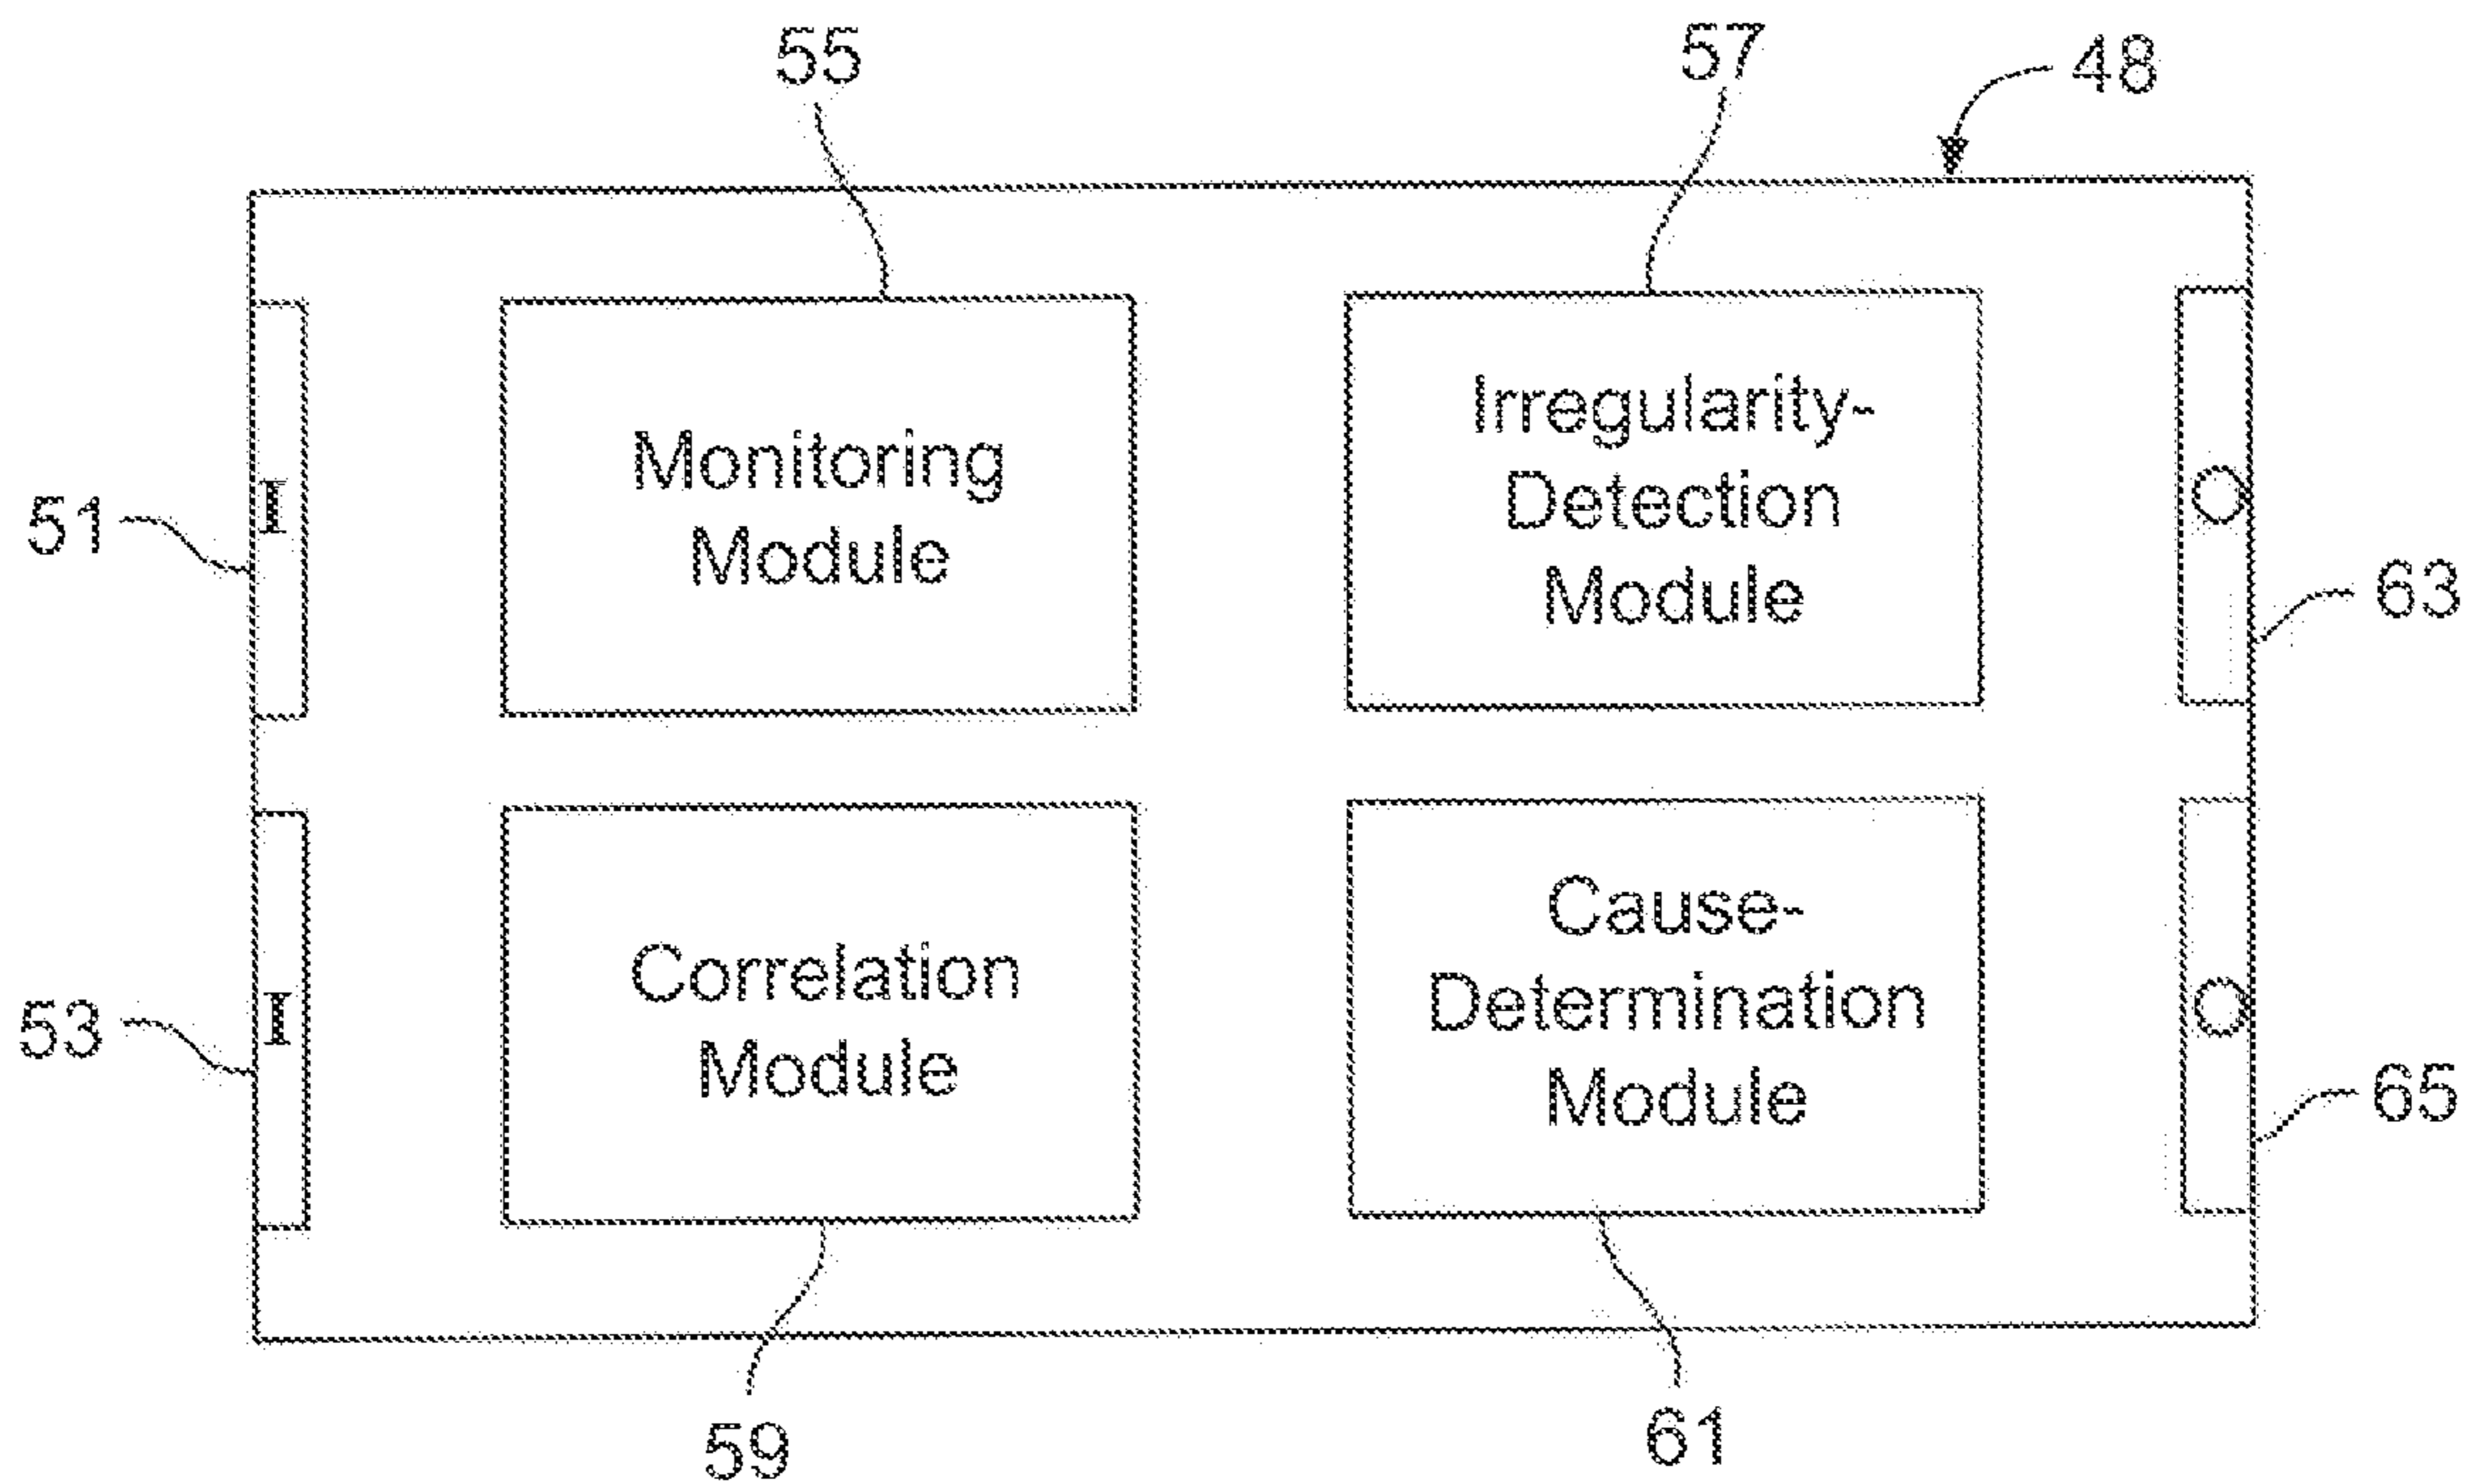 55
57
48
Monitoring
Module
Irregularity-
Detection
Module
I
O
51
63
Correlation
Module
Cause-
Determination
Module
I
O
53
65
59
61